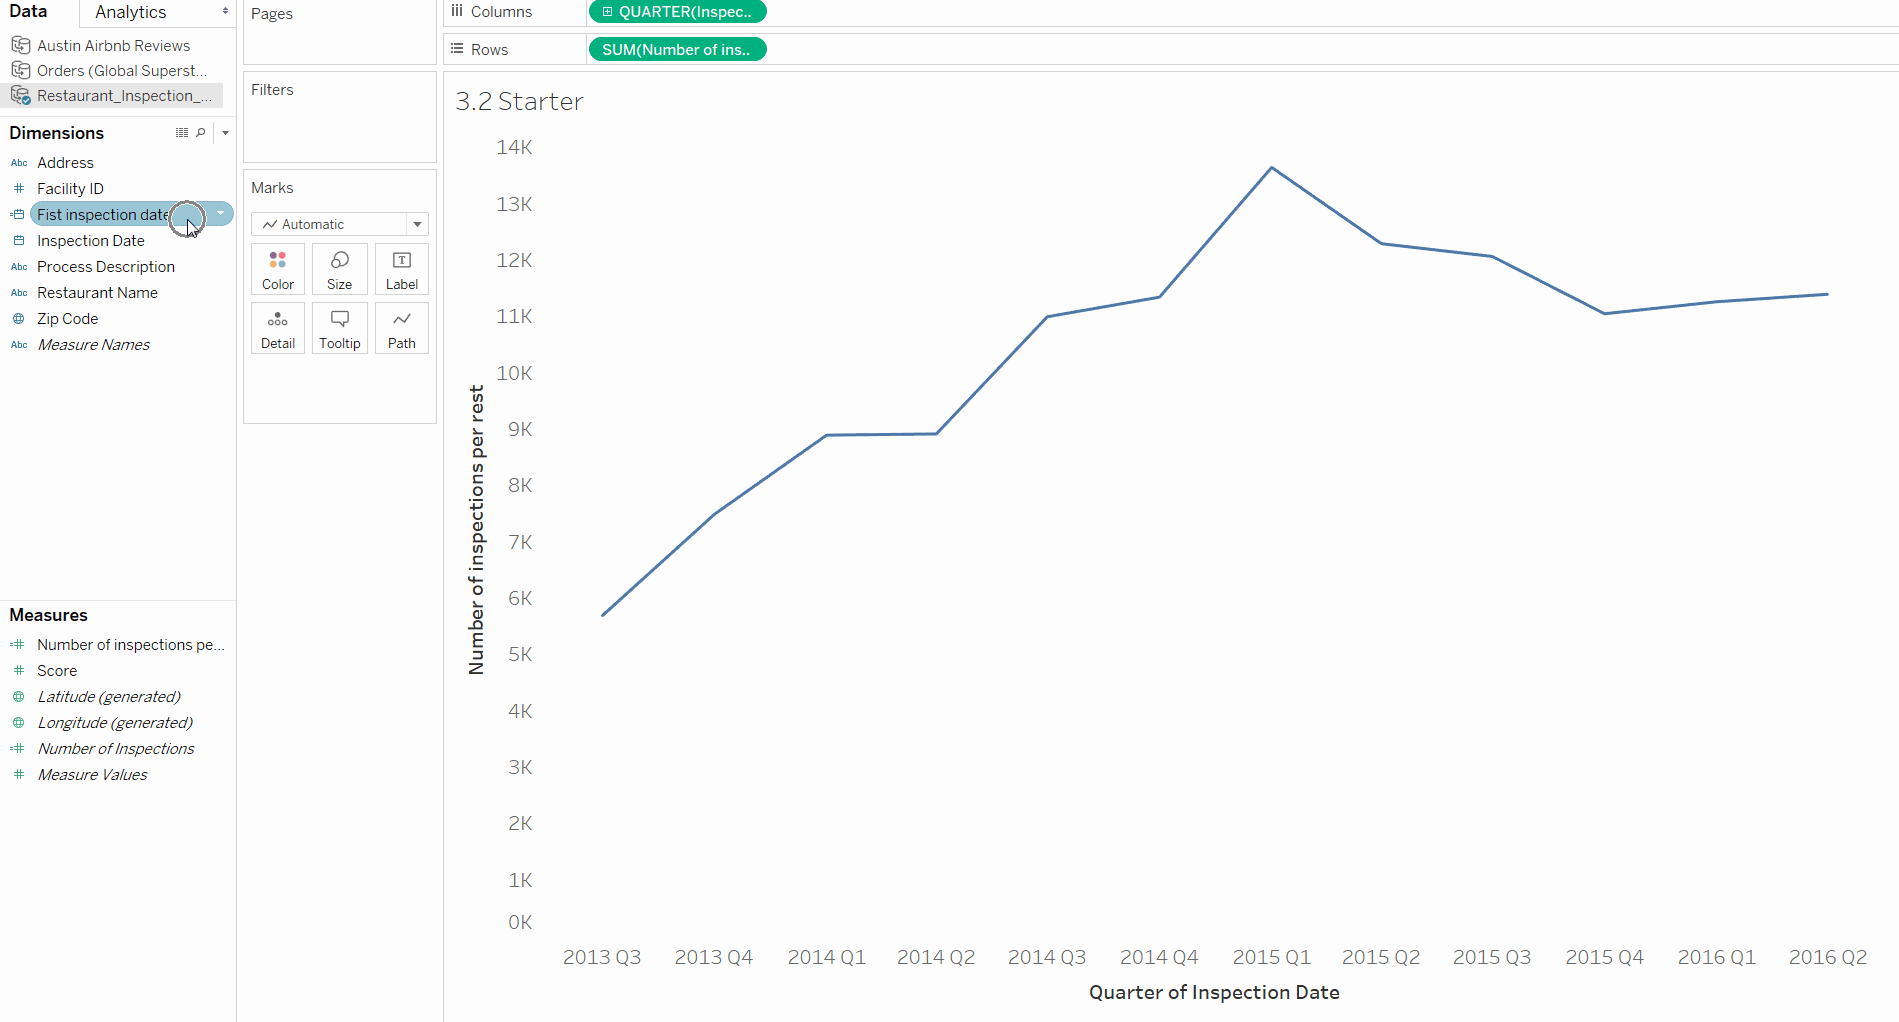 Data
Analytics
Austin Airbnb Reviews
Orders (Global Superst...
Restaurant_Inspection_...
Dimensions
Abc Address
Facility ID
Fist inspection date
Inspection Date
Abc Process Description
Abc Restaurant Name
Zip Code
Abc Measure Names
Measures
Number of inspections pe...
Score
Latitude (generated)
Longitude (generated)
Number of Inspections
Measure Values
Pages
Filters
Marks
Automatic
Color Size Label
Detail Tooltip Path
Columns QUARTER(Inspec..
Rows SUM(Number of ins..
3.2 Starter
Number of inspections per rest
14K
13K
12K
11K
10K
9K
8K
7K
6K
5K
4K
3K
2K
1K
0K
2013 Q3 2013 Q4 2014 Q1 2014 Q2 2014 Q3 2014 Q4 2015 Q1 2015 Q2 2015 Q3 2015 Q4 2016 Q1 2016 Q2
Quarter of Inspection Date